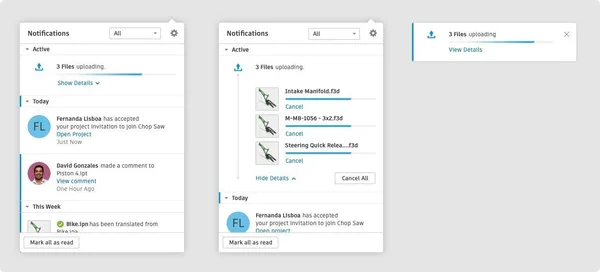 Notifications
All
Active
3 Files uploading.
Show Details
Today
FL
Fernanda Lisboa has accepted
your project invitation to join Chop Saw
Open Project
Just Now
David Gonzales made a comment to
Piston 4.ipt
View comment
One Hour Ago
This Week
Bike.ipn has been translated from
Bike.ipn
Mark all as read
Notifications
All
Active
3 Files uploading.
Intake Manifold.f3d
Cancel
M-MB-1056 - 3x2.f3d
Cancel
Steering Quick Relea....f3d
Cancel
Hide Details
Cancel All
Today
FL
Fernanda Lisboa has accepted
your project invitation to join Chop Saw
Open project
Mark all as read
3 Files uploading
View Details